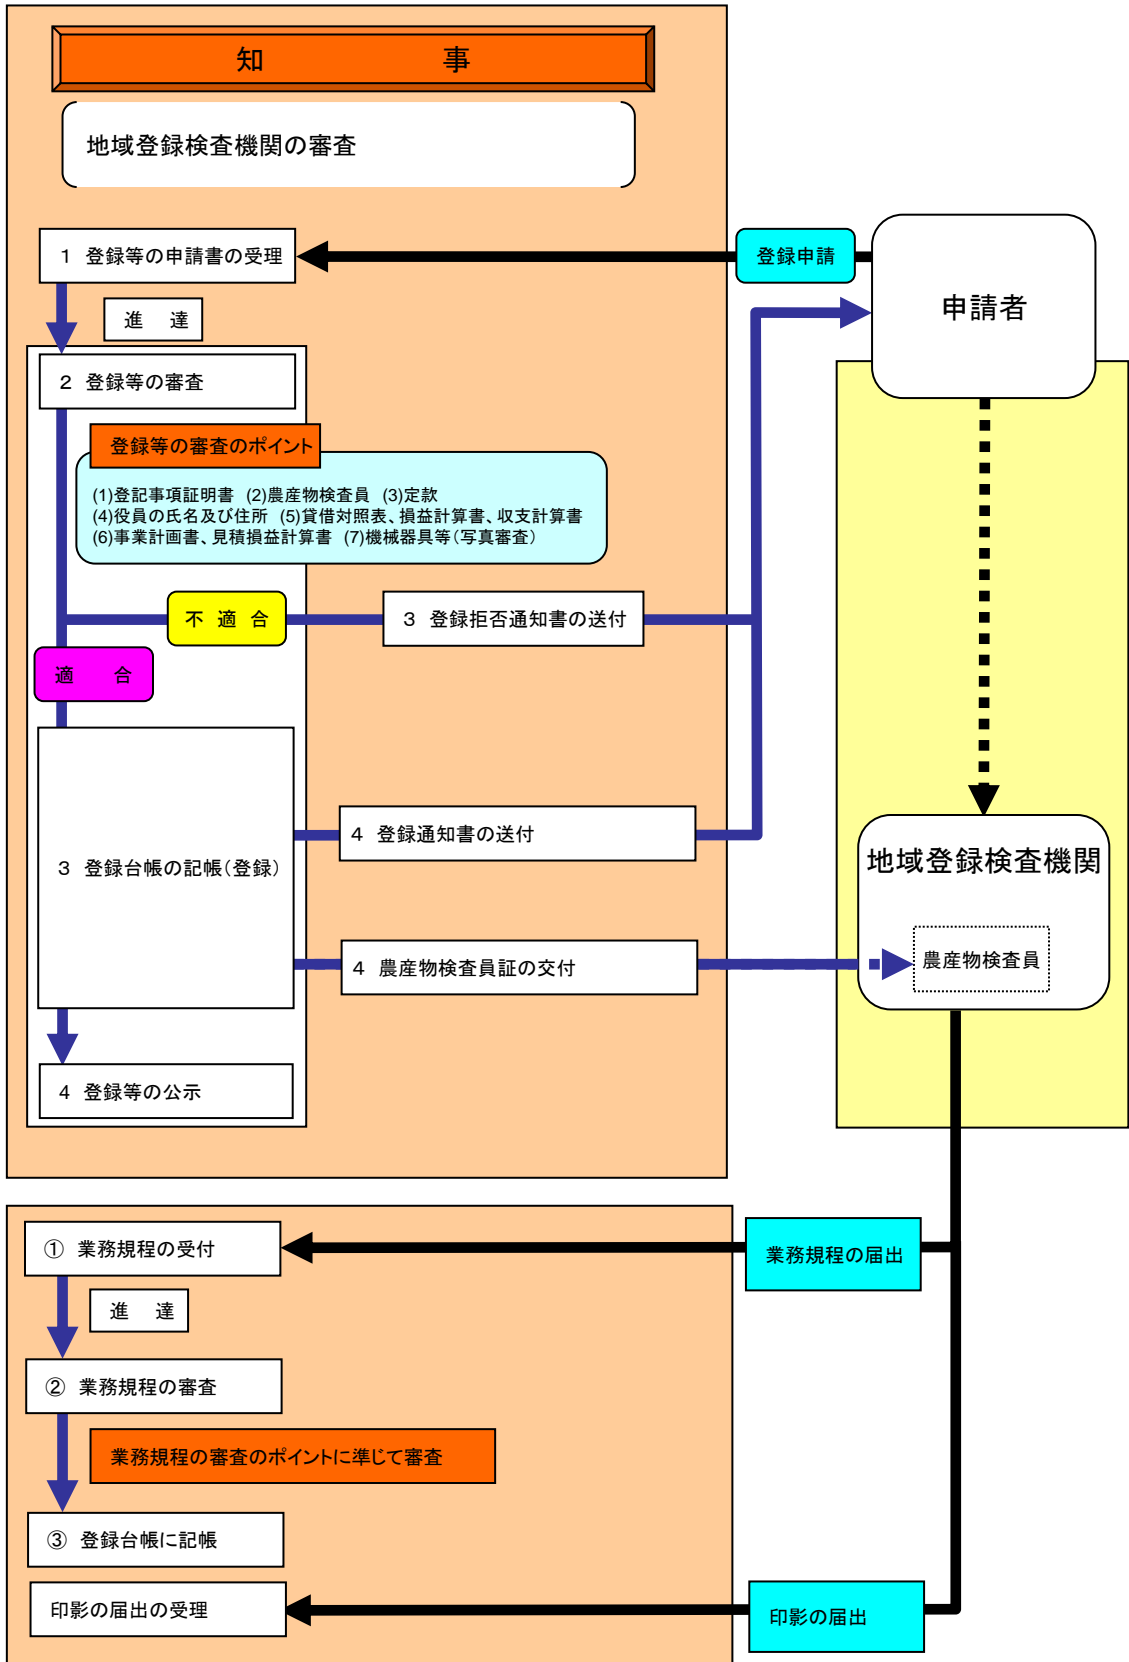 知　事
地域登録検査機関の審査
1　登録等の申請書の受理
登録申請
申請者
進　達
2　登録等の審査
登録等の審査のポイント
(1)登記事項証明書　(2)農産物検査員　(3)定款
(4)役員の氏名及び住所　(5)貸借対照表、損益計算書、収支計算書
(6)事業計画書、見積損益計算書　(7)機械器具等（写真審査）
不　適　合
3　登録拒否通知書の送付
適　合
3　登録台帳の記帳（登録）
4　登録通知書の送付
地域登録検査機関
4　農産物検査員証の交付
農産物検査員
4　登録等の公示
①　業務規程の受付
業務規程の届出
進　達
②　業務規程の審査
業務規程の審査のポイントに準じて審査
③　登録台帳に記帳
印影の届出の受理
印影の届出